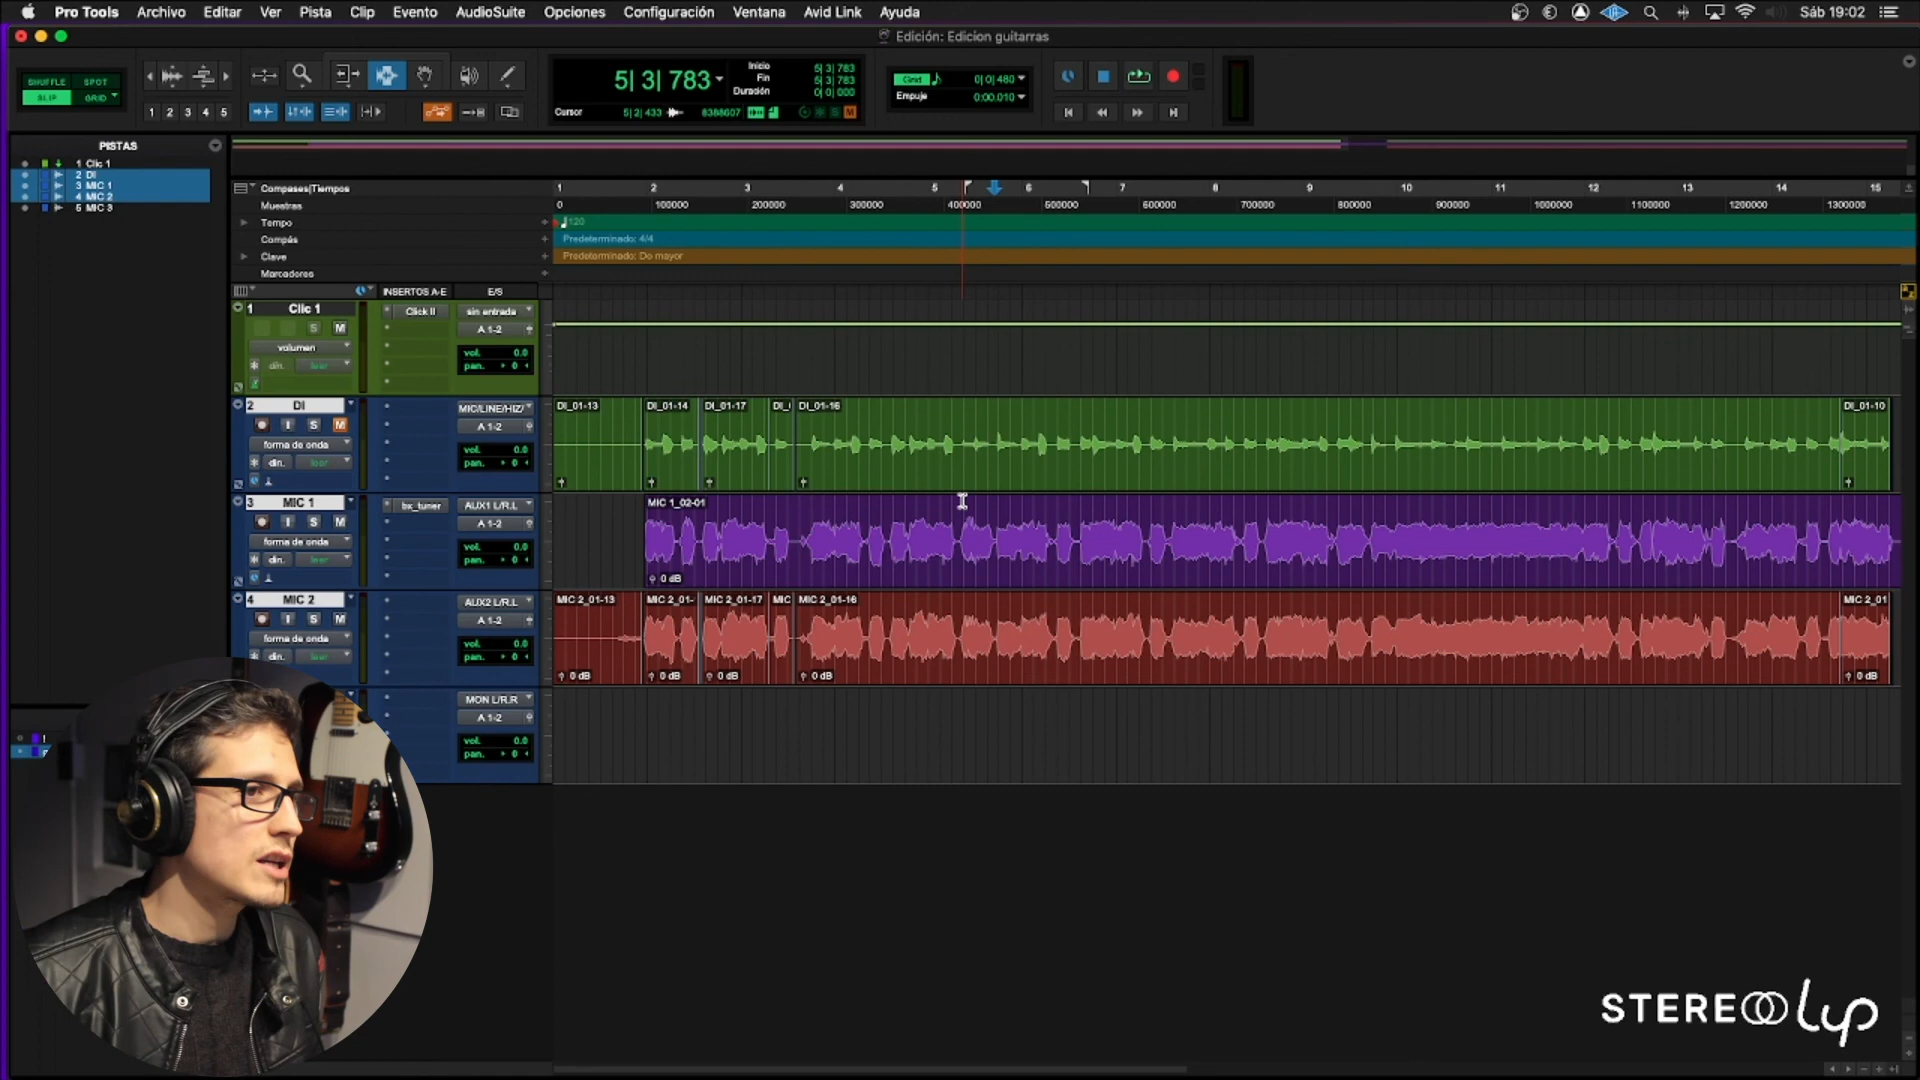 Pro Tools Archivo Editar Ver Pista Clip Evento AudioSuite Opciones Configuración Ventana Avid Link Ayuda Sáb 19:02
Edición: Edicion guitarras
SHUFFLE SPOT
SLIP GRID
1 2 3 4 5
5| 3| 783
Inicio 5| 3| 783
Fin 5| 3| 783
Duración 0| 0| 000
Cursor 5| 2| 433 8388607
Grid 0| 0| 480
Empuje 0:00.010
PISTAS
1 Clic 1
2 DI
3 MIC 1
4 MIC 2
5 MIC 3
Compases|Tiempos 1 2 3 4 5 6 7 8 9 10 11 12 13 14 15
Muestras 0 100000 200000 300000 400000 500000 600000 700000 800000 900000 1000000 1100000 1200000 1300000
Tempo 120
Compás Predeterminado: 4/4
Clave Predeterminado: Do mayor
Marcadores
INSERTOS A-E E/S
1 Clic 1 Click II sin entrada
S M A 1-2
volumen
vol. 0.0
din. leer pan. 0
2 DI MIC/LINE/HIZ/
I S M A 1-2
forma de onda
vol. 0.0
din. leer pan. 0
DI_01-13 DI_01-14 DI_01-17 DI_ DI_01-16 DI_01-10
3 MIC 1 bx_tuner AUX1 L/R.L
I S M A 1-2
forma de onda
vol. 0.0
din. leer pan. 0
MIC 1_02-01
0 dB
4 MIC 2 AUX2 L/R.L
I S M A 1-2
forma de onda
vol. 0.0
din. leer pan. 0
MIC 2_01-13 MIC 2_01- MIC 2_01-17 MIC MIC 2_01-16 MIC 2_01
0 dB 0 dB 0 dB 0 dB 0 dB
MON L/R.R
A 1-2
vol. 0.0
pan. 0
STEREO Lyp